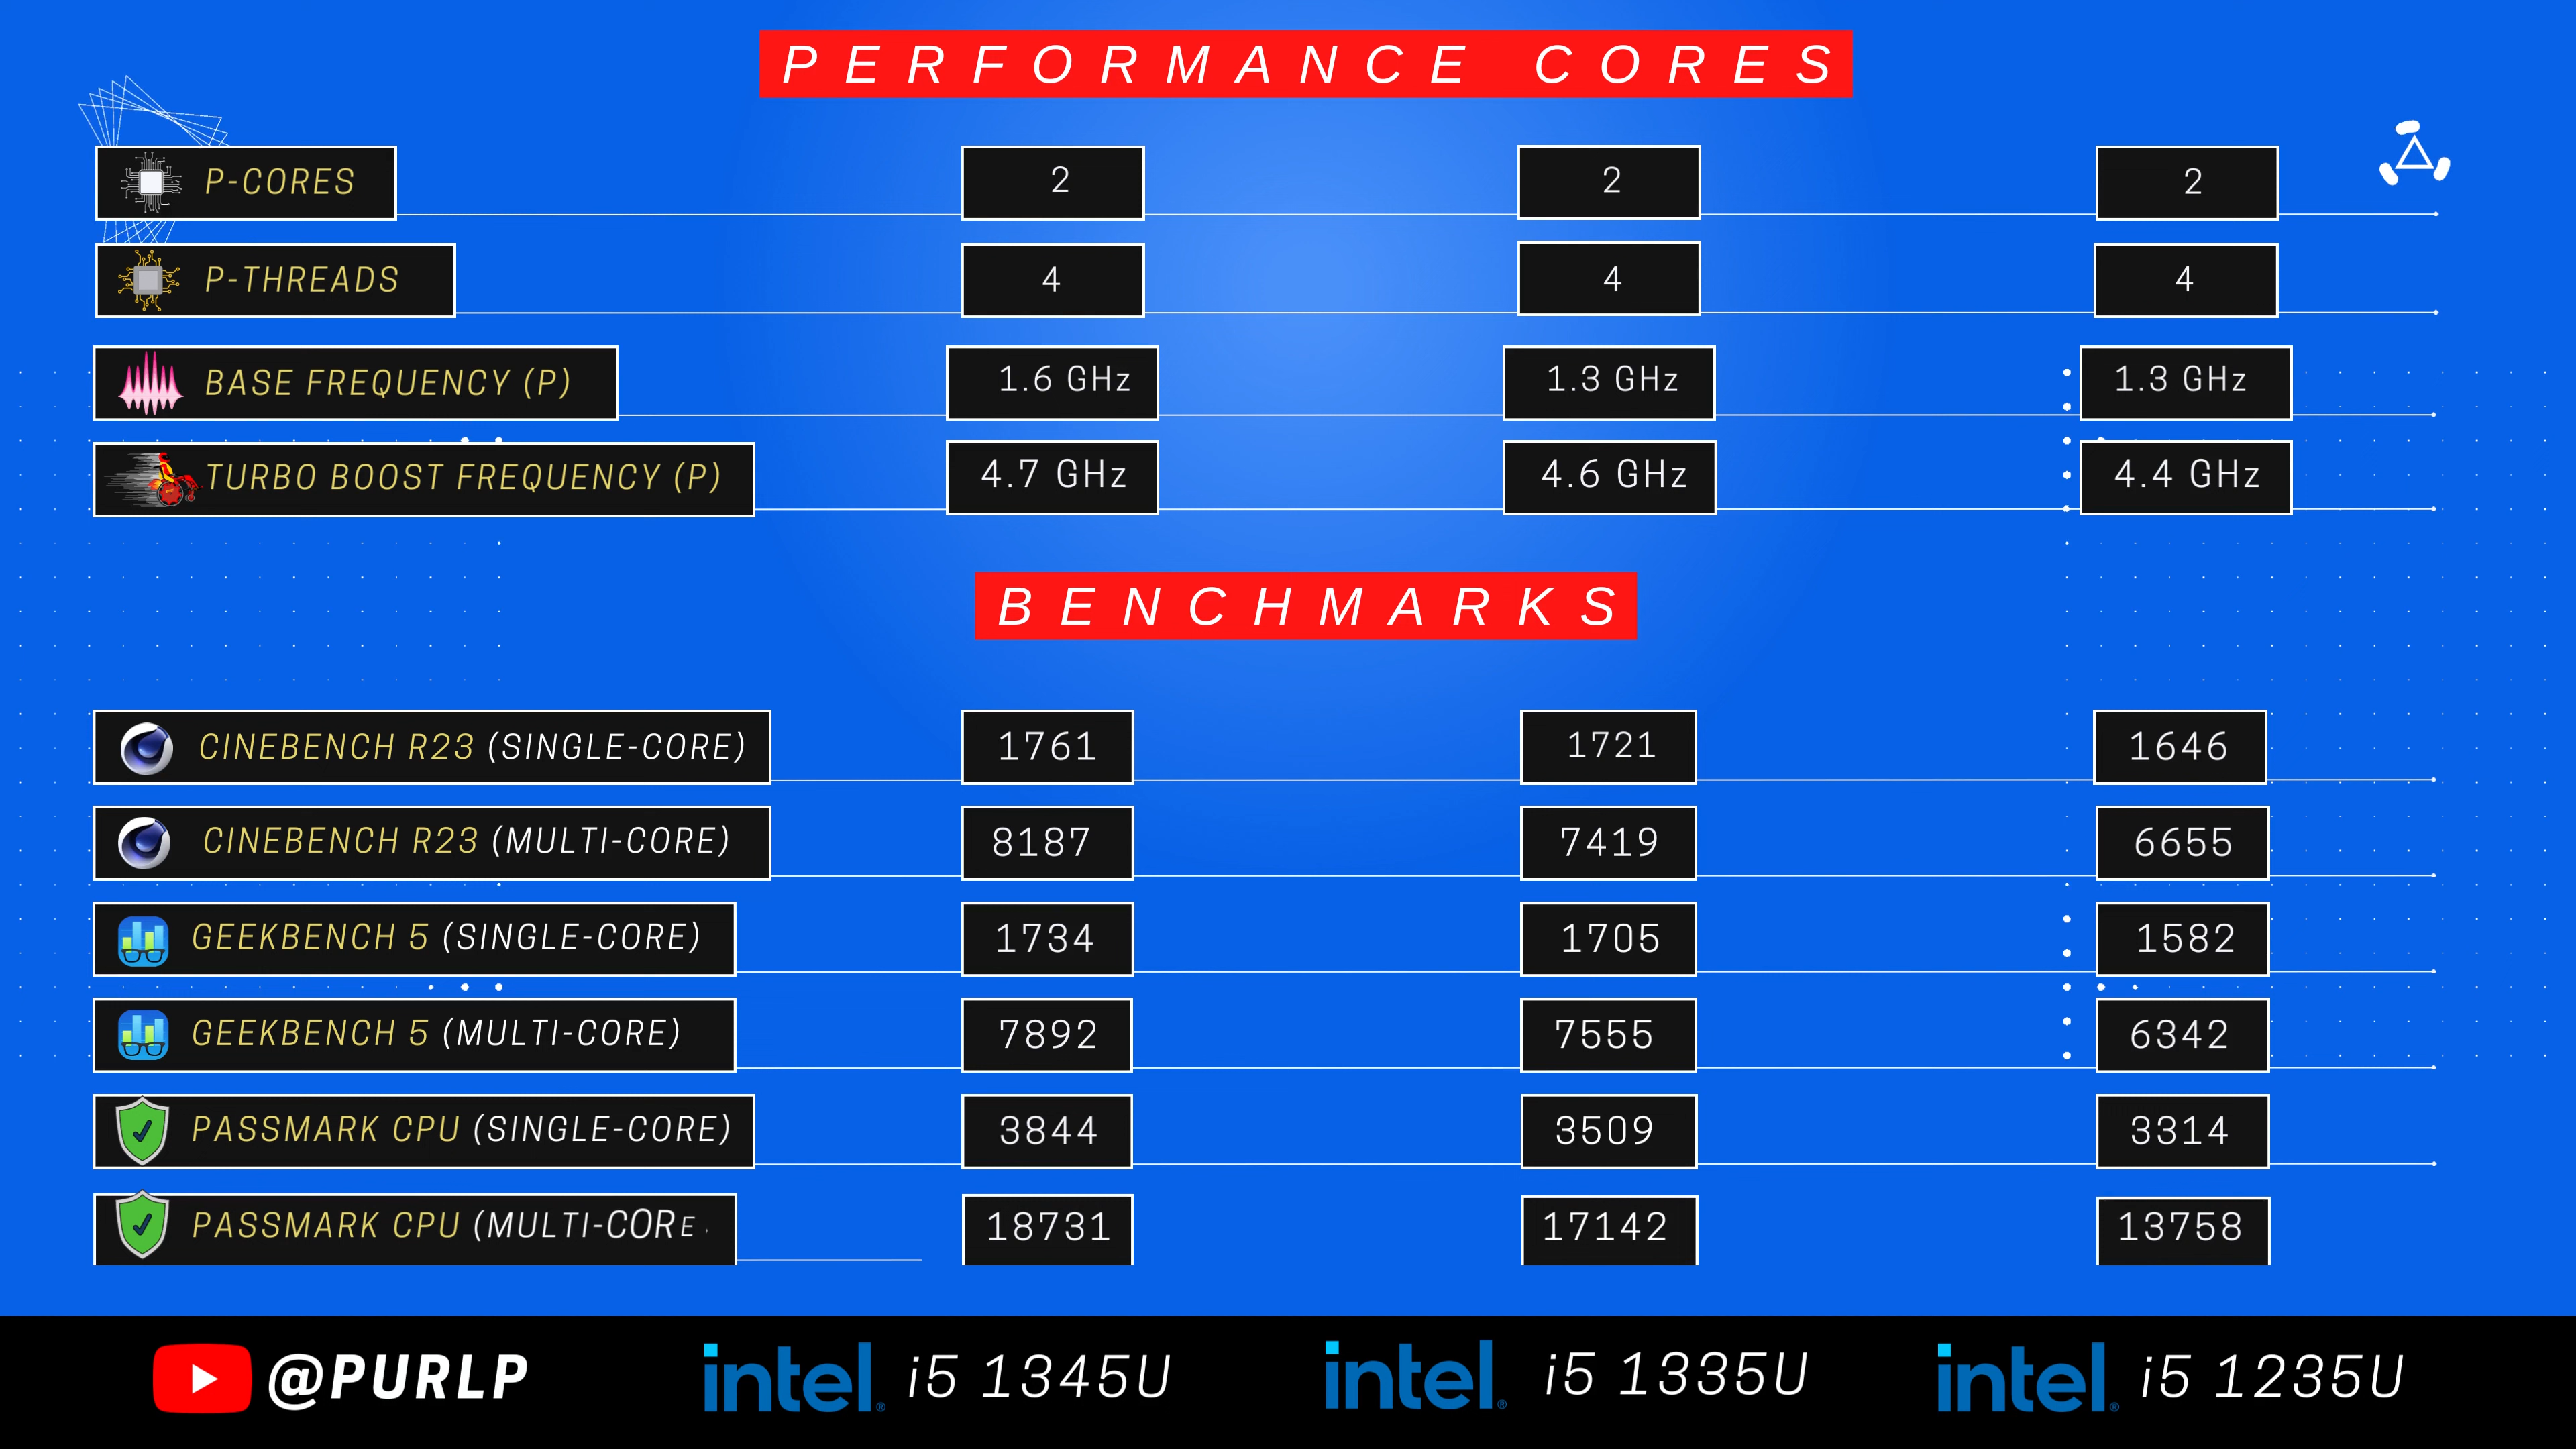 PERFORMANCE CORES
P-CORES 2 2 2
P-THREADS 4 4 4
BASE FREQUENCY (P) 1.6 GHz 1.3 GHz 1.3 GHz
TURBO BOOST FREQUENCY (P) 4.7 GHz 4.6 GHz 4.4 GHz
BENCHMARKS
CINEBENCH R23 (SINGLE-CORE) 1761 1721 1646
CINEBENCH R23 (MULTI-CORE) 8187 7419 6655
GEEKBENCH 5 (SINGLE-CORE) 1734 1705 1582
GEEKBENCH 5 (MULTI-CORE) 7892 7555 6342
PASSMARK CPU (SINGLE-CORE) 3844 3509 3314
PASSMARK CPU (MULTI-CORE 18731 17142 13758
@PURLP intel® i5 1345U intel® i5 1335U intel® i5 1235U